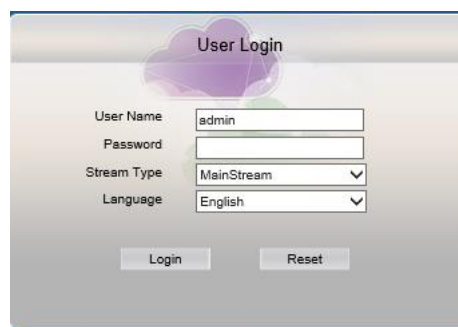 User Login
User Name admin
Password
Stream Type MainStream
Language English
Login Reset